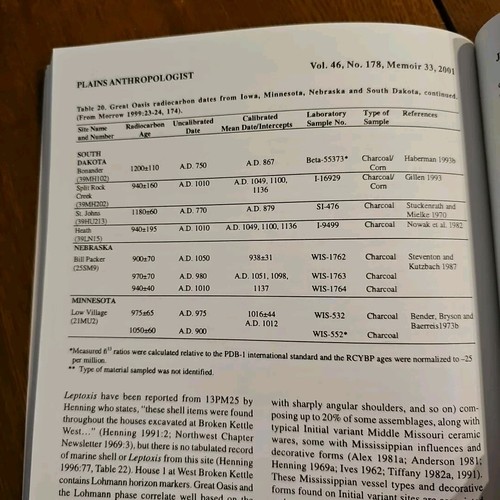 PLAINS ANTHROPOLOGIST Vol. 46, No. 178, Memoir 33, 2001
Table 20. Great Oasis radiocarbon dates from Iowa, Minnesota, Nebraska and South Dakota, continued.
(From Morrow 1999:23-24, 174).
Site Name and Number Radiocarbon Age Uncalibrated Date Calibrated Mean Date/Intercepts Laboratory Sample No. Type of Sample References
SOUTH
DAKOTA
Bonander 1200±110 A.D. 750 A.D. 867 Beta-55373* Charcoal/ Haberman 1993b
(39MH102) Corn
Split Rock 940±160 A.D. 1010 A.D. 1049, 1100, I-16929 Charcoal/ Gillen 1993
Creek 1136 Corn
(39MH202)
St. Johns 1180±60 A.D. 770 A.D. 879 SI-476 Charcoal Stuckenrath and
(39HU213) Mielke 1970
Heath 940±195 A.D. 1010 A.D. 1049, 1100, 1136 I-9499 Charcoal Nowak et al. 1982
(39LN15)
NEBRASKA
Bill Packer 900±70 A.D. 1050 938±31 WIS-1762 Charcoal Steventon and
(25SM9) Kutzbach 1987
970±70 A.D. 980 A.D. 1051, 1098, WIS-1763 Charcoal
940±40 A.D. 1010 1137 WIS-1764 Charcoal
MINNESOTA
Low Village 975±65 A.D. 975 1016±44 WIS-532 Charcoal Bender, Bryson and
(21MU2) A.D. 1012 Baerreis1973b
1050±60 A.D. 900 WIS-552* Charcoal
*Measured δ13 ratios were calculated relative to the PDB-1 international standard and the RCYBP ages were normalized to -25
per million.
** Type of material sampled was not identified.
Leptoxis have been reported from 13PM25 by
Henning who states, "these shell items were found
throughout the houses excavated at Broken Kettle
West…" (Henning 1991:2; Northwest Chapter
Newsletter 1969:3), but there is no tabulated record
of marine shell or Leptoxis from this site (Henning
1996:77, Table 22). House 1 at West Broken Kettle
contains Lohmann horizon markers. Great Oasis and
the Lohmann phase correlate well based on the
with sharply angular shoulders, and so on) com-
posing up to 20% of some assemblages, along with
typical Initial variant Middle Missouri ceramic
wares, some with Mississippian influences and
decorative forms (Alex 1981a; Anderson 1981;
Henning 1969a; Ives 1962; Tiffany 1982a, 1991).
These Mississippian vessel types and decorative
forms found on Initial variant sites